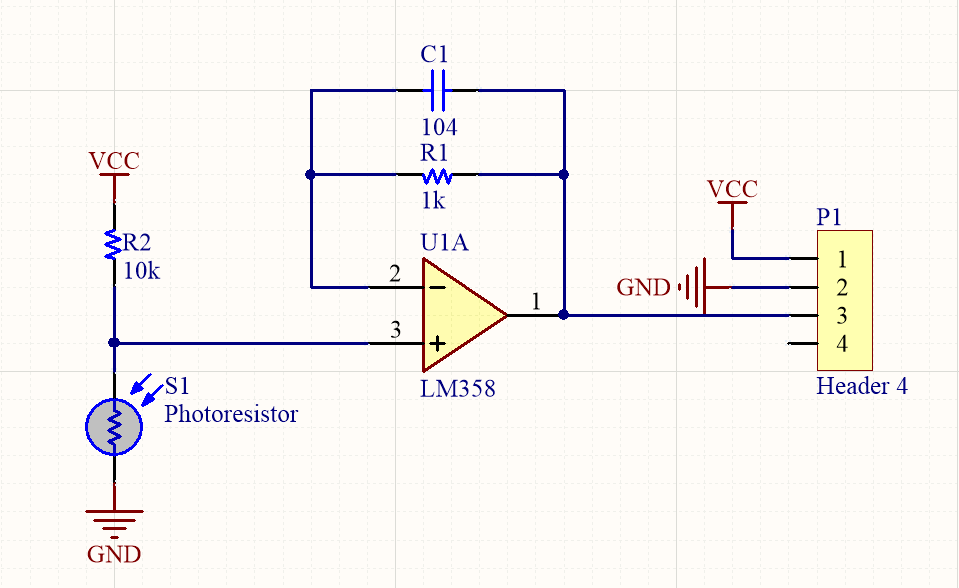 C1
104
R1
1k
VCC
R2
10k
U1A
2
3
1
LM358
S1
Photoresistor
GND
VCC
GND
P1
1
2
3
4
Header 4